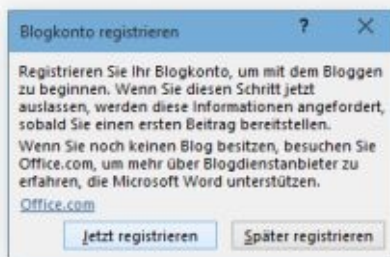 Blogkonto registrieren ? ×
Registrieren Sie Ihr Blogkonto, um mit dem Bloggen
zu beginnen. Wenn Sie diesen Schritt jetzt
auslassen, werden diese Informationen angefordert,
sobald Sie einen ersten Beitrag bereitstellen.
Wenn Sie noch keinen Blog besitzen, besuchen Sie
Office.com, um mehr über Blogdienstanbieter zu
erfahren, die Microsoft Word unterstützen.
Office.com
Jetzt registrieren Später registrieren